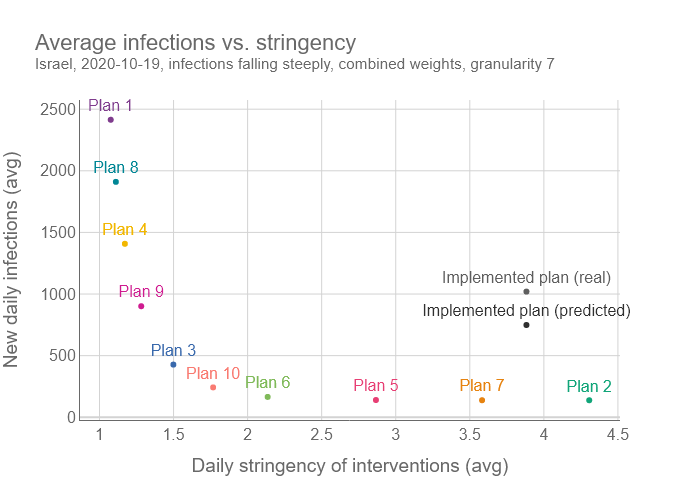 Average infections vs. stringency
Israel, 2020-10-19, infections falling steeply, combined weights, granularity 7
New daily infections (avg)
2500
2000
1500
1000
500
0
Plan 1
Plan 8
Plan 4
Plan 9
Implemented plan (real)
Implemented plan (predicted)
Plan 3
Plan 10
Plan 6
Plan 5
Plan 7
Plan 2
1
1.5
2
2.5
3
3.5
4
4.5
Daily stringency of interventions (avg)